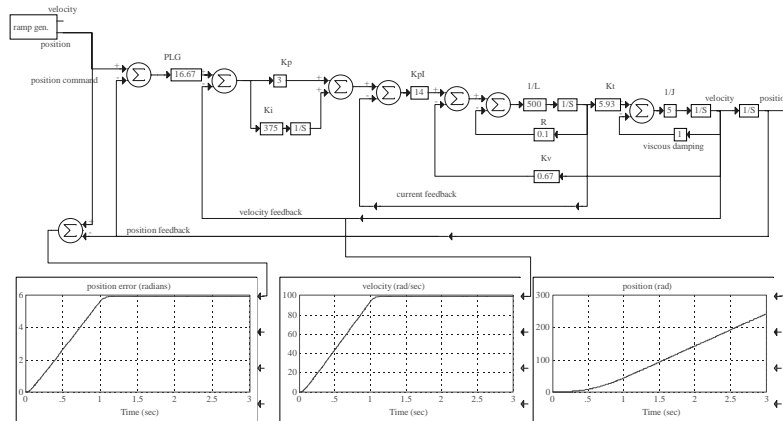 velocity
ramp gen.
position
position command
PLG
16.67
Kp
3
Ki
375
1/S
KpI
14
1/L
500
1/S
R
0.1
Kt
5.93
1/J
5
1/S
velocity
1/S
position
1
viscous damping
Kv
0.67
current feedback
velocity feedback
position feedback
position error (radians)
6
4
2
0
0 .5 1 1.5 2 2.5 3
Time (sec)
velocity (rad/sec)
100
80
60
40
20
0
0 .5 1 1.5 2 2.5 3
Time (sec)
position (rad)
300
200
100
0
0 .5 1 1.5 2 2.5 3
Time (sec)